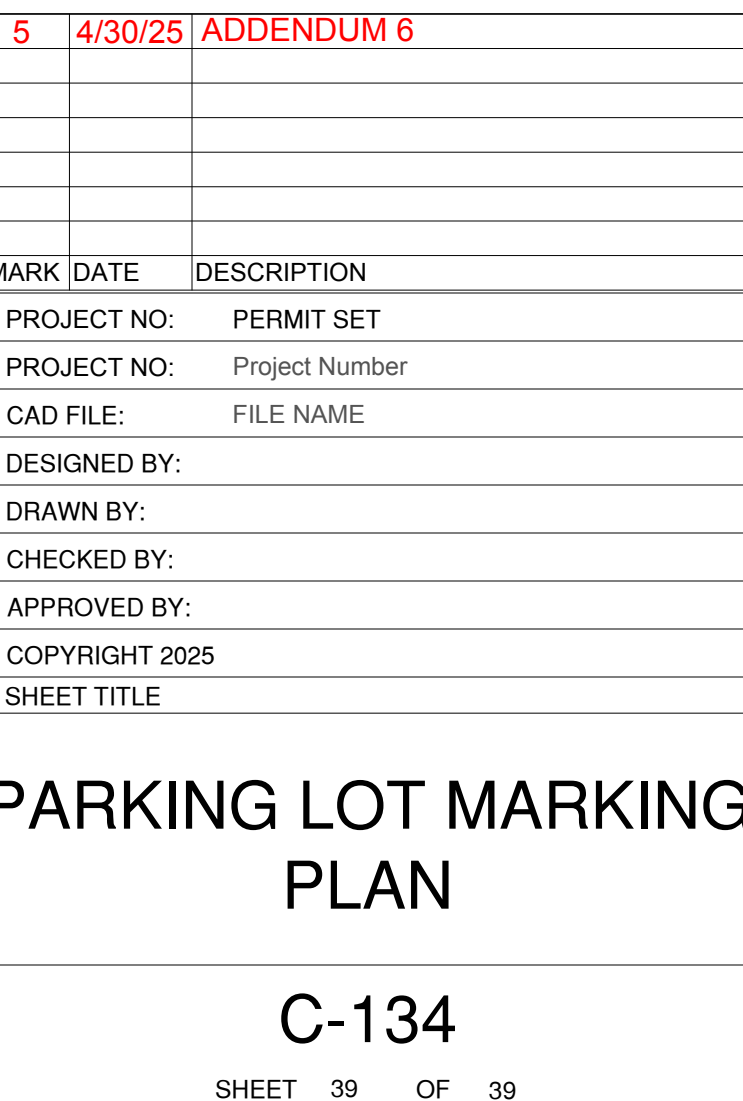 5 4/30/25 ADDENDUM 6
MARK DATE DESCRIPTION
PROJECT NO: PERMIT SET
PROJECT NO: Project Number
CAD FILE: FILE NAME
DESIGNED BY:
DRAWN BY:
CHECKED BY:
APPROVED BY:
COPYRIGHT 2025
SHEET TITLE
PARKING LOT MARKING
PLAN
C-134
SHEET 39 OF 39